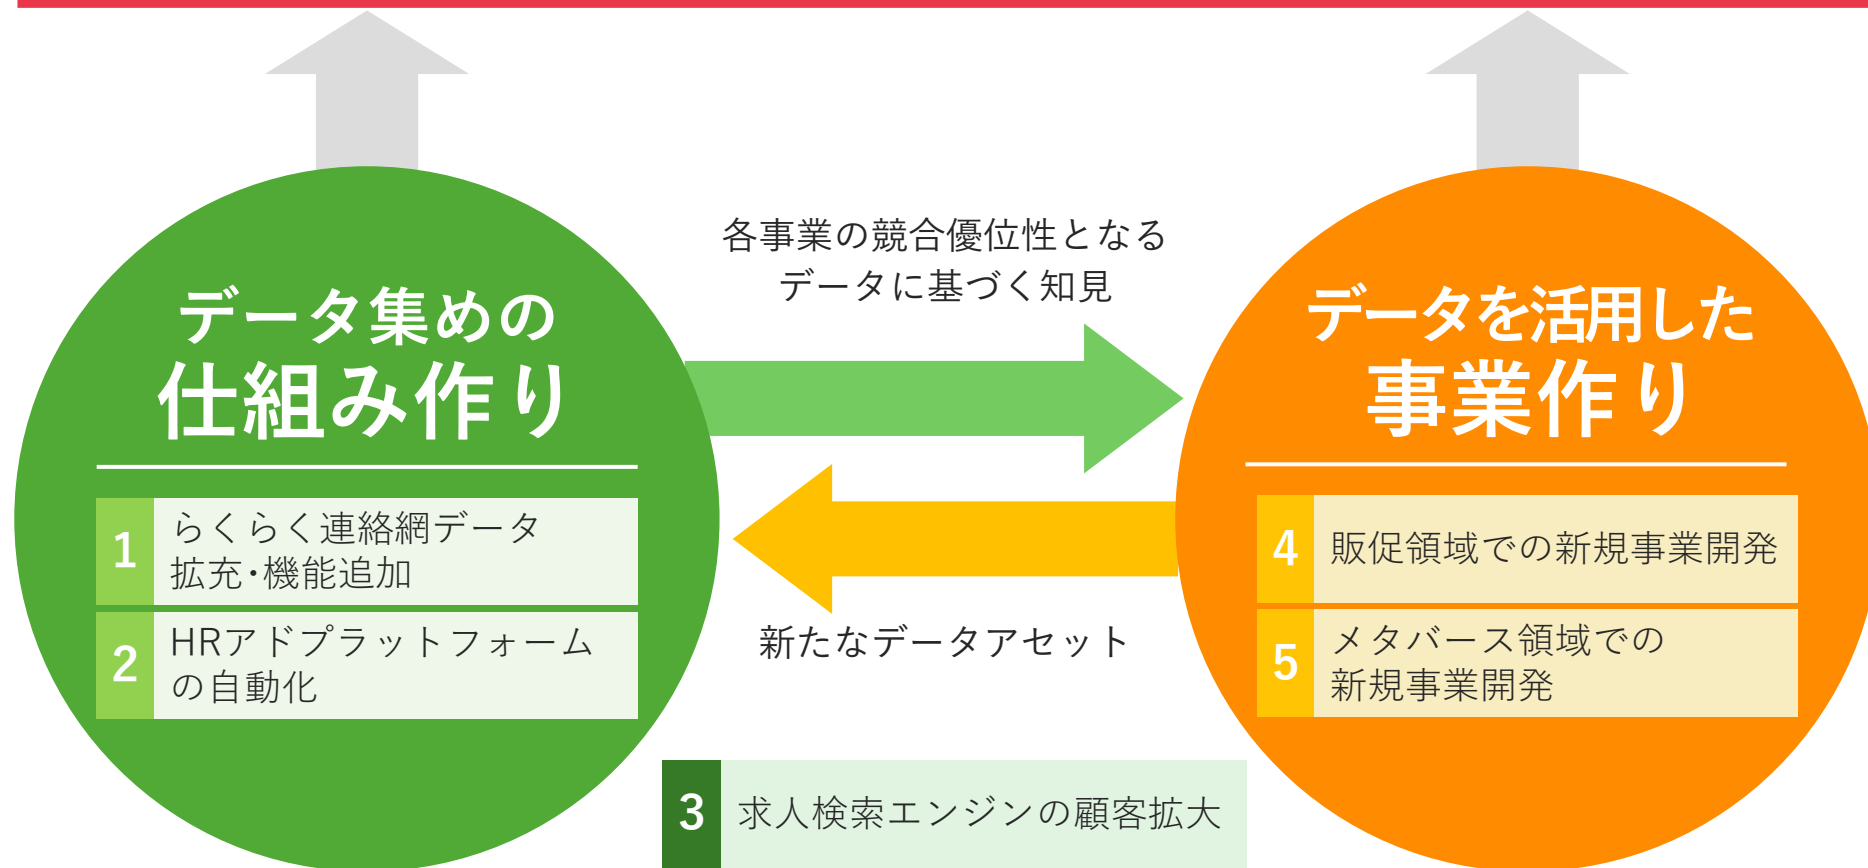 データ集めの
仕組み作り
1
らくらく連絡網データ
拡充・機能追加
2
HRアドプラットフォーム
の自動化
各事業の競合優位性となる
データに基づく知見
新たなデータアセット
3
求人検索エンジンの顧客拡大
データを活用した
事業作り
4
販促領域での新規事業開発
5
メタバース領域での
新規事業開発